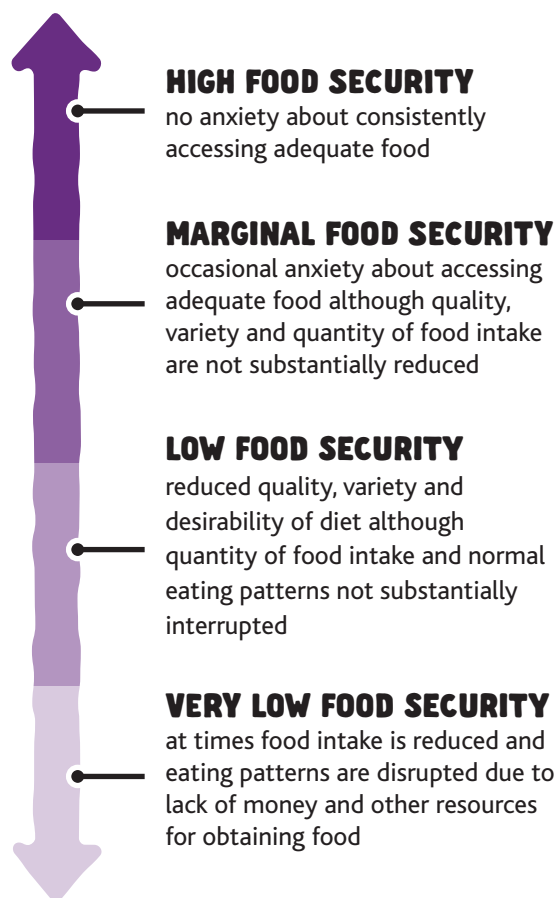 HIGH FOOD SECURITY
no anxiety about consistently
accessing adequate food
MARGINAL FOOD SECURITY
occasional anxiety about accessing
adequate food although quality,
variety and quantity of food intake
are not substantially reduced
LOW FOOD SECURITY
reduced quality, variety and
desirability of diet although
quantity of food intake and normal
eating patterns not substantially
interrupted
VERY LOW FOOD SECURITY
at times food intake is reduced and
eating patterns are disrupted due to
lack of money and other resources
for obtaining food